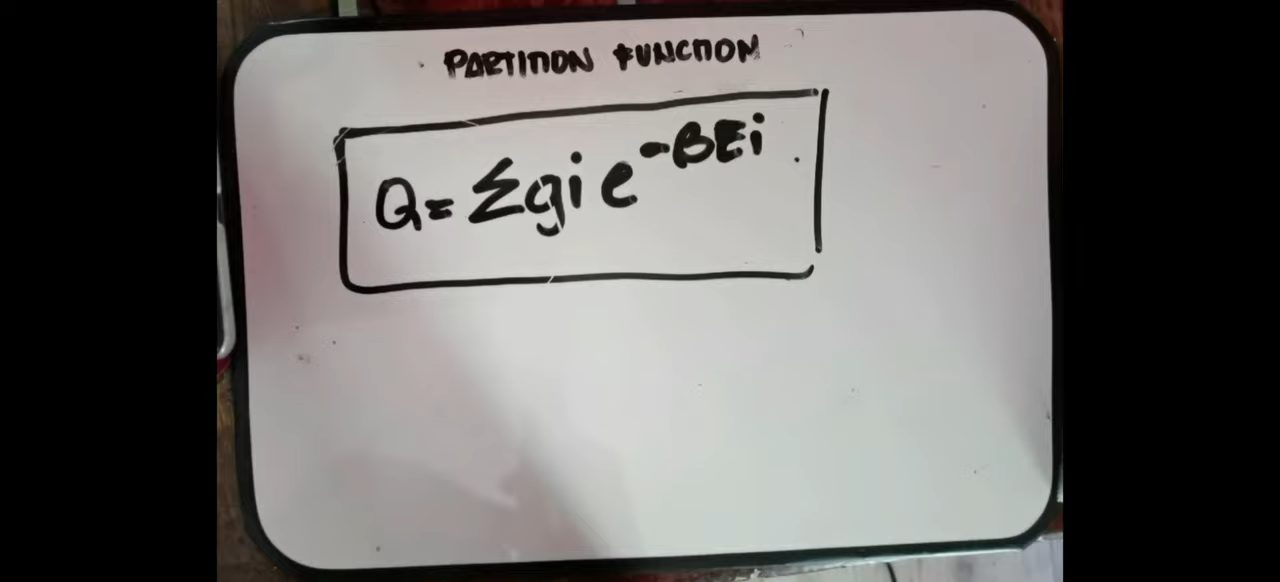 PARTITION FUNCTION
Q = Σgi e^-βEi